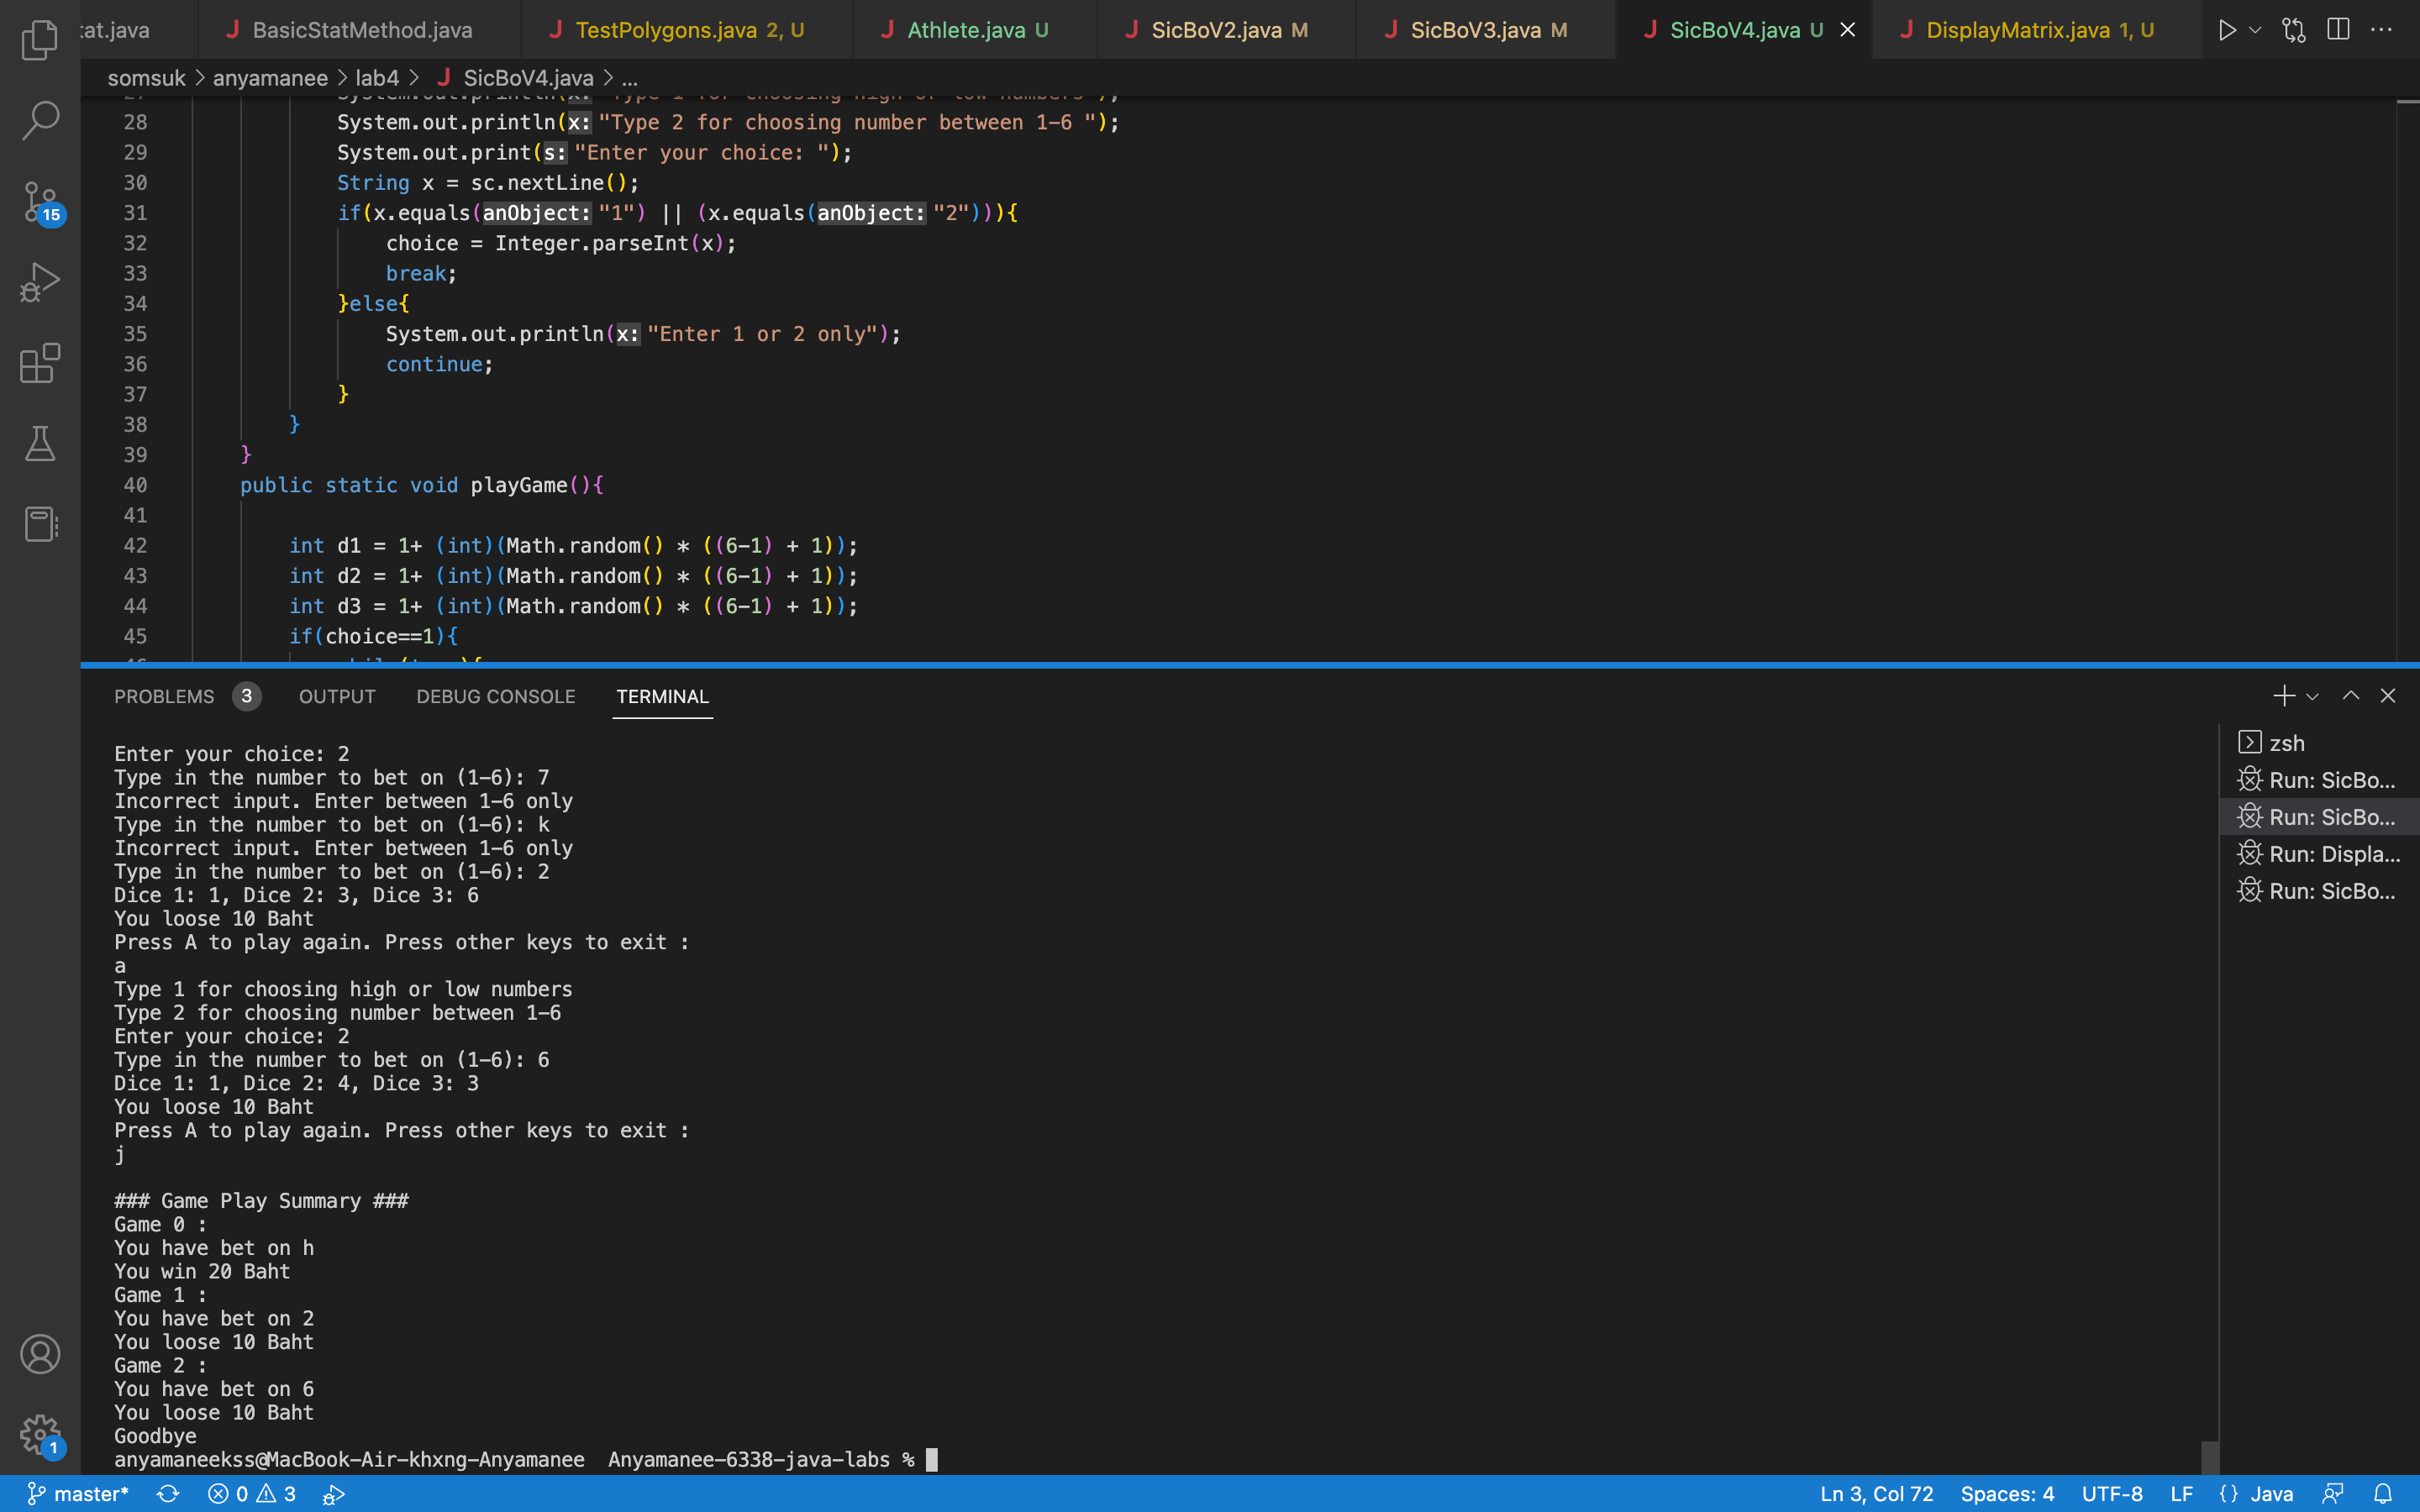 tat.java
J BasicStatMethod.java
J TestPolygons.java 2, U
J Athlete.java U
J SicBoV2.java M
J SicBoV3.java M
J SicBoV4.java U
J DisplayMatrix.java 1, U
somsuk > anyamanee > lab4 > J SicBoV4.java > ...
27 System.out.println(x: "Type 1 for choosing high or low numbers");
28 System.out.println(x: "Type 2 for choosing number between 1-6 ");
29 System.out.print(s: "Enter your choice: ");
30 String x = sc.nextLine();
31 if(x.equals(anObject: "1") || (x.equals(anObject: "2"))){
32 choice = Integer.parseInt(x);
33 break;
34 }else{
35 System.out.println(x: "Enter 1 or 2 only");
36 continue;
37 }
38 }
39 }
40 public static void playGame(){
41
42 int d1 = 1+ (int)(Math.random() * ((6-1) + 1));
43 int d2 = 1+ (int)(Math.random() * ((6-1) + 1));
44 int d3 = 1+ (int)(Math.random() * ((6-1) + 1));
45 if(choice==1){
15
PROBLEMS 3 OUTPUT DEBUG CONSOLE TERMINAL
Enter your choice: 2
Type in the number to bet on (1-6): 7
Incorrect input. Enter between 1-6 only
Type in the number to bet on (1-6): k
Incorrect input. Enter between 1-6 only
Type in the number to bet on (1-6): 2
Dice 1: 1, Dice 2: 3, Dice 3: 6
You loose 10 Baht
Press A to play again. Press other keys to exit :
a
Type 1 for choosing high or low numbers
Type 2 for choosing number between 1-6
Enter your choice: 2
Type in the number to bet on (1-6): 6
Dice 1: 1, Dice 2: 4, Dice 3: 3
You loose 10 Baht
Press A to play again. Press other keys to exit :
j
### Game Play Summary ###
Game 0 :
You have bet on h
You win 20 Baht
Game 1 :
You have bet on 2
You loose 10 Baht
Game 2 :
You have bet on 6
You loose 10 Baht
Goodbye
anyamaneekss@MacBook-Air-khxng-Anyamanee  Anyamanee-6338-java-labs %
zsh
Run: SicBo...
Run: SicBo...
Run: Displa...
Run: SicBo...
1
master* 0 3
Ln 3, Col 72 Spaces: 4 UTF-8 LF {} Java